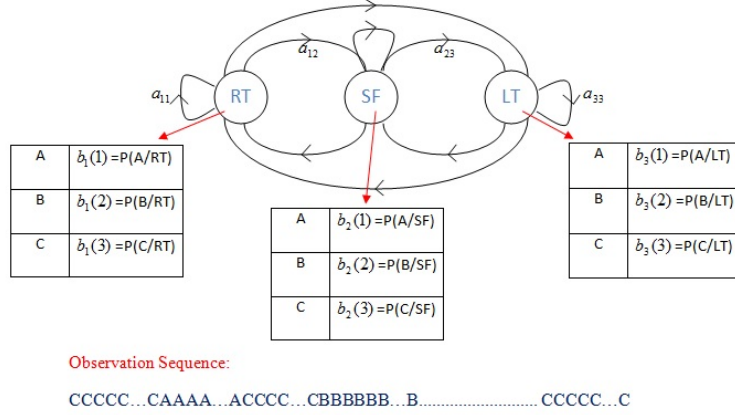 a12
a23
a11
RT
SF
LT
a33
A b1(1) =P(A/RT)
B b1(2) =P(B/RT)
C b1(3) =P(C/RT)
A b2(1) =P(A/SF)
B b2(2) =P(B/SF)
C b2(3) =P(C/SF)
A b3(1) =P(A/LT)
B b3(2) =P(B/LT)
C b3(3) =P(C/LT)
Observation Sequence:
CCCCC...CAAAA...ACCCC...CBBBBBB...B.................................... CCCCC...C